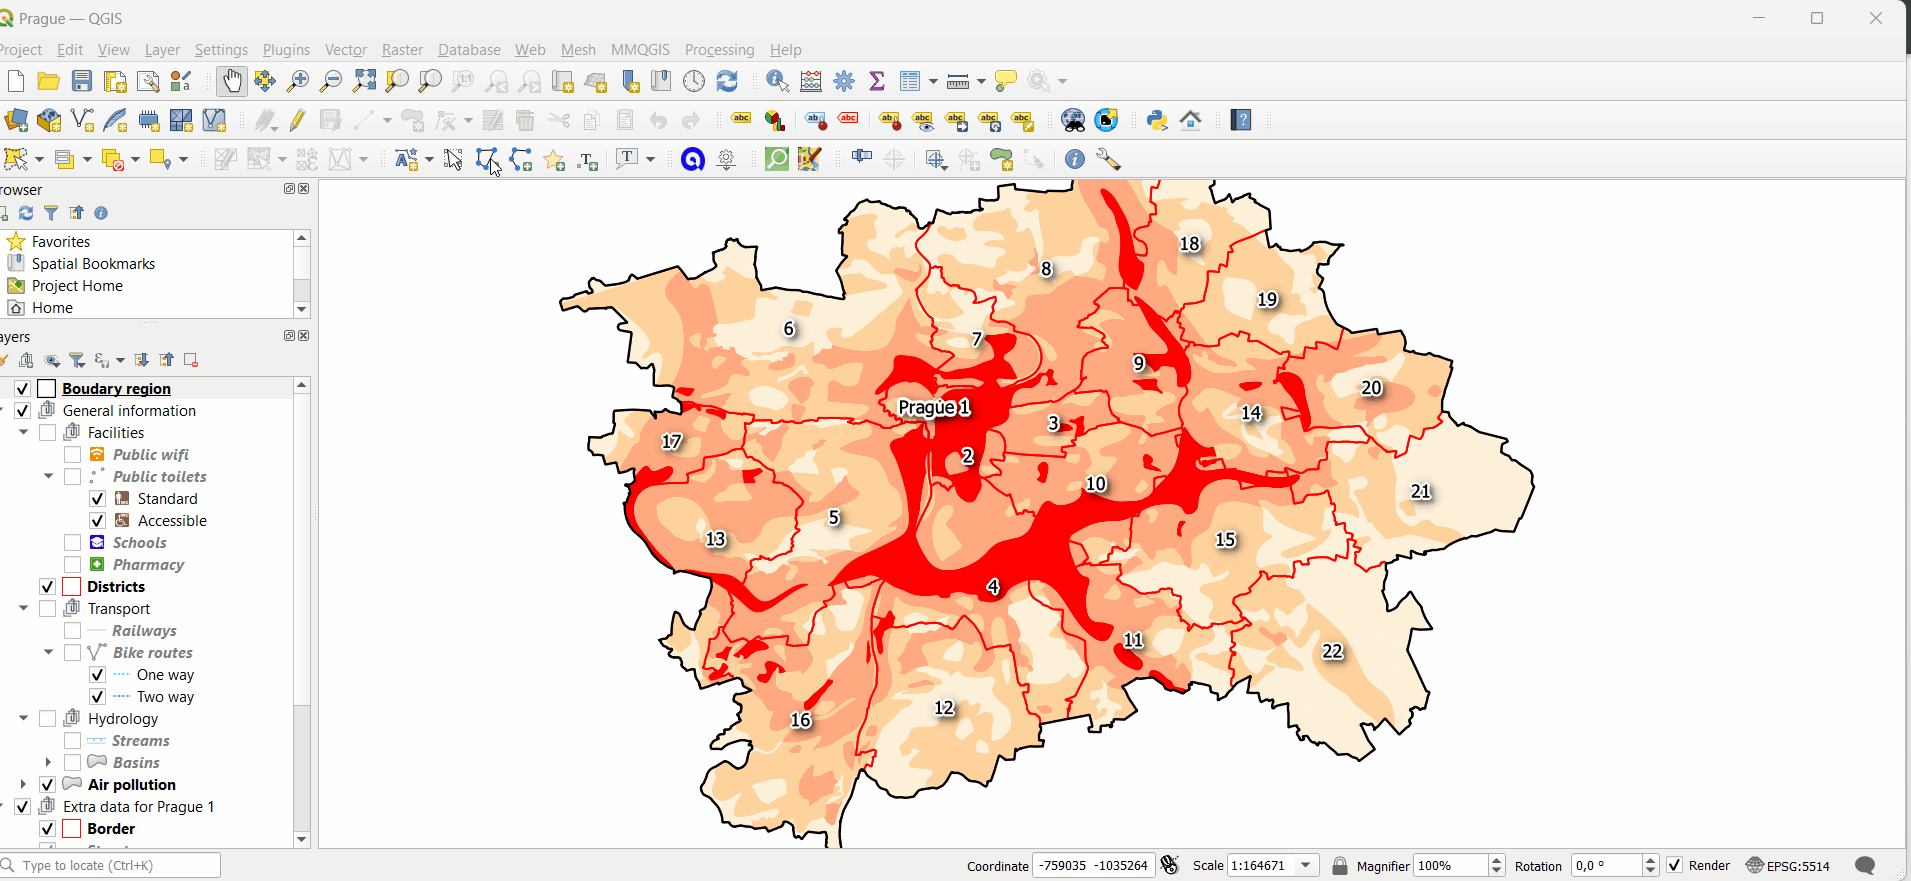 Prague — QGIS
Project Edit View Layer Settings Plugins Vector Raster Database Web Mesh MMQGIS Processing Help
rowser
Favorites
Spatial Bookmarks
Project Home
Home
ayers
Boudary region
General information
Facilities
Public wifi
Public toilets
Standard
Accessible
Schools
Pharmacy
Districts
Transport
Railways
Bike routes
One way
Two way
Hydrology
Streams
Basins
Air pollution
Extra data for Prague 1
Border
18
8
19
6
7
9
20
Prague 1
14
3
17
2
10
21
5
13
15
4
11
22
12
16
Type to locate (Ctrl+K)
Coordinate -759035 -1035264 Scale 1:164671 Magnifier 100% Rotation 0,0 ° Render EPSG:5514